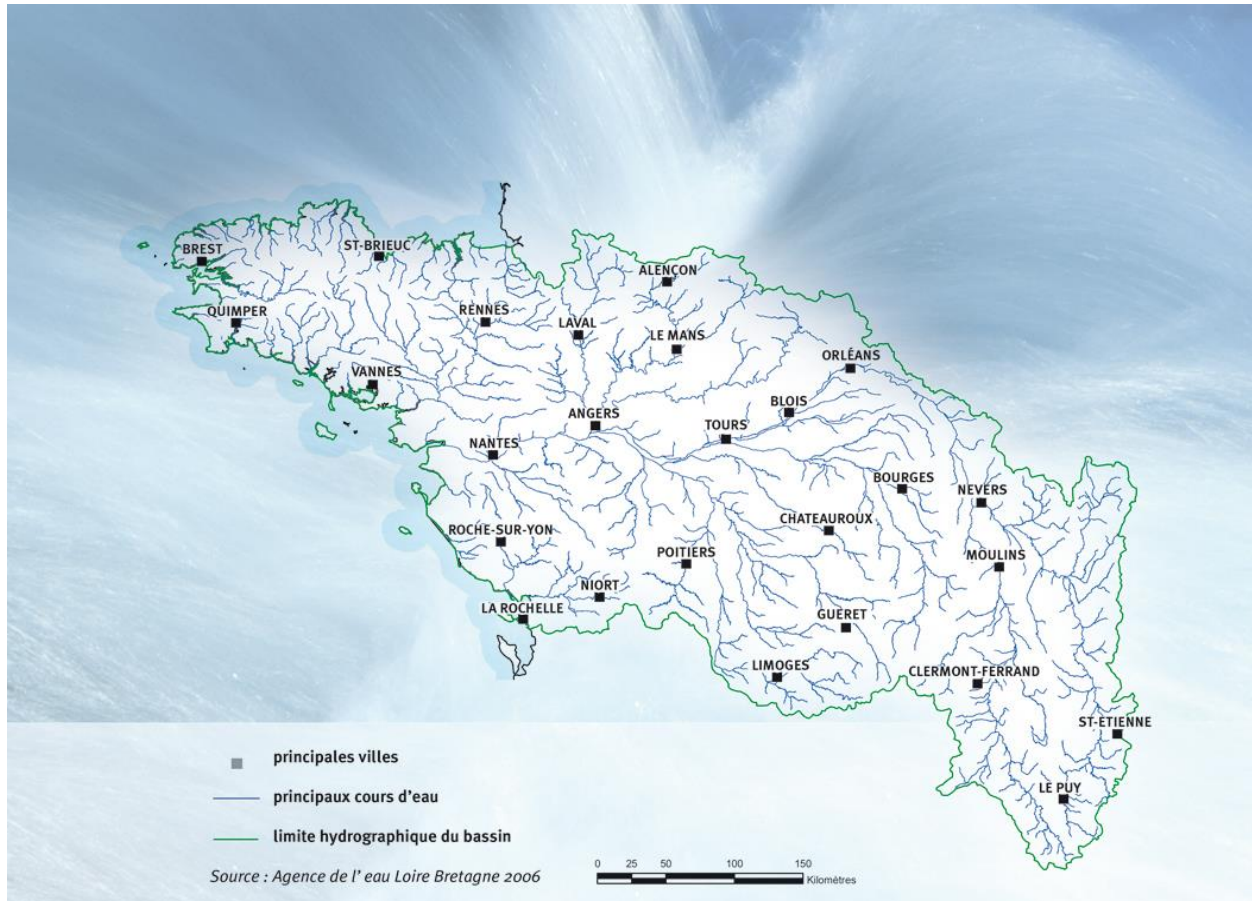 BREST
ST-BRIEUC
ALENÇON
QUIMPER
RENNES
LAVAL
LE MANS
ORLÉANS
VANNES
BLOIS
ANGERS
TOURS
NANTES
BOURGES
NEVERS
CHATEAUROUX
ROCHE-SUR-YON
POITIERS
MOULINS
NIORT
LA ROCHELLE
GUERET
LIMOGES
CLERMONT-FERRAND
ST-ETIENNE
LE PUY
principales villes
principaux cours d'eau
limite hydrographique du bassin
Source : Agence de l' eau Loire Bretagne 2006
0 25 50 100 150
Kilomètres